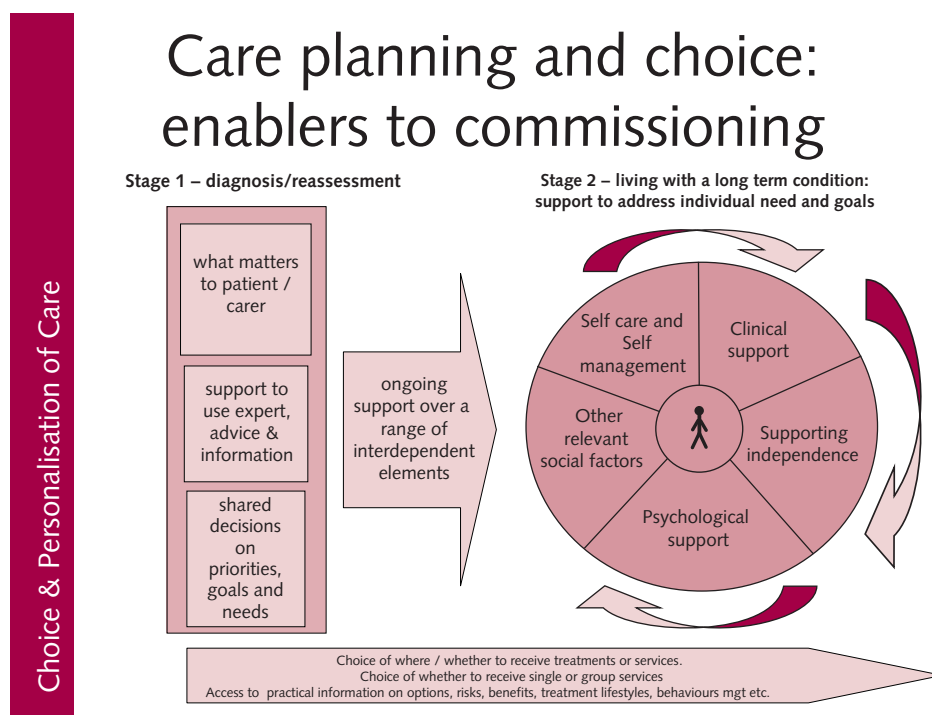 Care planning and choice:
enablers to commissioning
Choice & Personalisation of Care
Stage 1 – diagnosis/reassessment
what matters
to patient /
carer
support to
use expert,
advice &
information
shared
decisions
on
priorities,
goals and
needs
ongoing
support over a
range of
interdependent
elements
Stage 2 – living with a long term condition:
support to address individual need and goals
Self care and
Self
management
Clinical
support
Other
relevant
social factors
Supporting
independence
Psychological
support
Choice of where / whether to receive treatments or services.
Choice of whether to receive single or group services
Access to practical information on options, risks, benefits, treatment lifestyles, behaviours mgt etc.